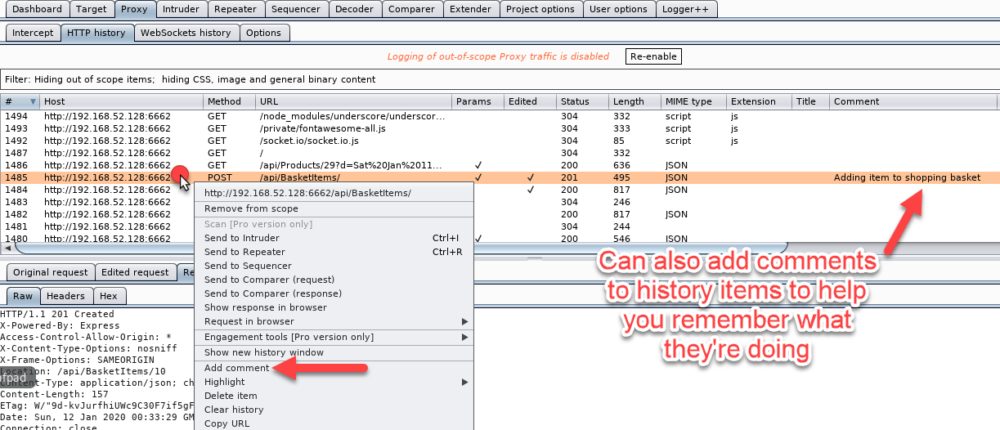 Dashboard Target Proxy Intruder Repeater Sequencer Decoder Comparer Extender Project options User options Logger++
Intercept HTTP history WebSockets history Options
Logging of out-of-scope Proxy traffic is disabled Re-enable
Filter: Hiding out of scope items; hiding CSS, image and general binary content
# Host Method URL Params Edited Status Length MIME type Extension Title Comment
1494 http://192.168.52.128:6662 GET /node_modules/underscore/underscor... 304 332 script js
1493 http://192.168.52.128:6662 GET /private/fontawesome-all.js 304 333 script js
1492 http://192.168.52.128:6662 GET /socket.io/socket.io.js 304 85 script js
1487 http://192.168.52.128:6662 GET / 304 332
1486 http://192.168.52.128:6662 GET /api/Products/29?d=Sat%20Jan%2011... ✓ 200 636 JSON
1485 http://192.168.52.128:6662 POST /api/BasketItems/ ✓ ✓ 201 495 JSON Adding item to shopping basket
1484 http://192.168.52.128:6662 ✓ 200 817 JSON
1483 http://192.168.52.128:6662 304 246
1482 http://192.168.52.128:6662 200 817 JSON
1481 http://192.168.52.128:6662 304 244
1480 http://192.168.52.128:6662 ✓ 200 546 JSON
http://192.168.52.128:6662/api/BasketItems/
Remove from scope
Scan [Pro version only]
Send to Intruder Ctrl+I
Send to Repeater Ctrl+R
Send to Sequencer
Send to Comparer (request)
Send to Comparer (response)
Show response in browser
Request in browser
Engagement tools [Pro version only]
Show new history window
Add comment
Highlight
Delete item
Clear history
Copy URL
Can also add comments
to history items to help
you remember what
they're doing
Original request Edited request Re
Raw Headers Hex
HTTP/1.1 201 Created
X-Powered-By: Express
Access-Control-Allow-Origin: *
X-Content-Type-Options: nosniff
X-Frame-Options: SAMEORIGIN
Location: /api/BasketItems/10
Content-Type: application/json; ch
Content-Length: 157
ETag: W/"9d-kvJurfhiUWc9C30F7if5gF
Date: Sun, 12 Jan 2020 00:33:29 GM
Connection: close